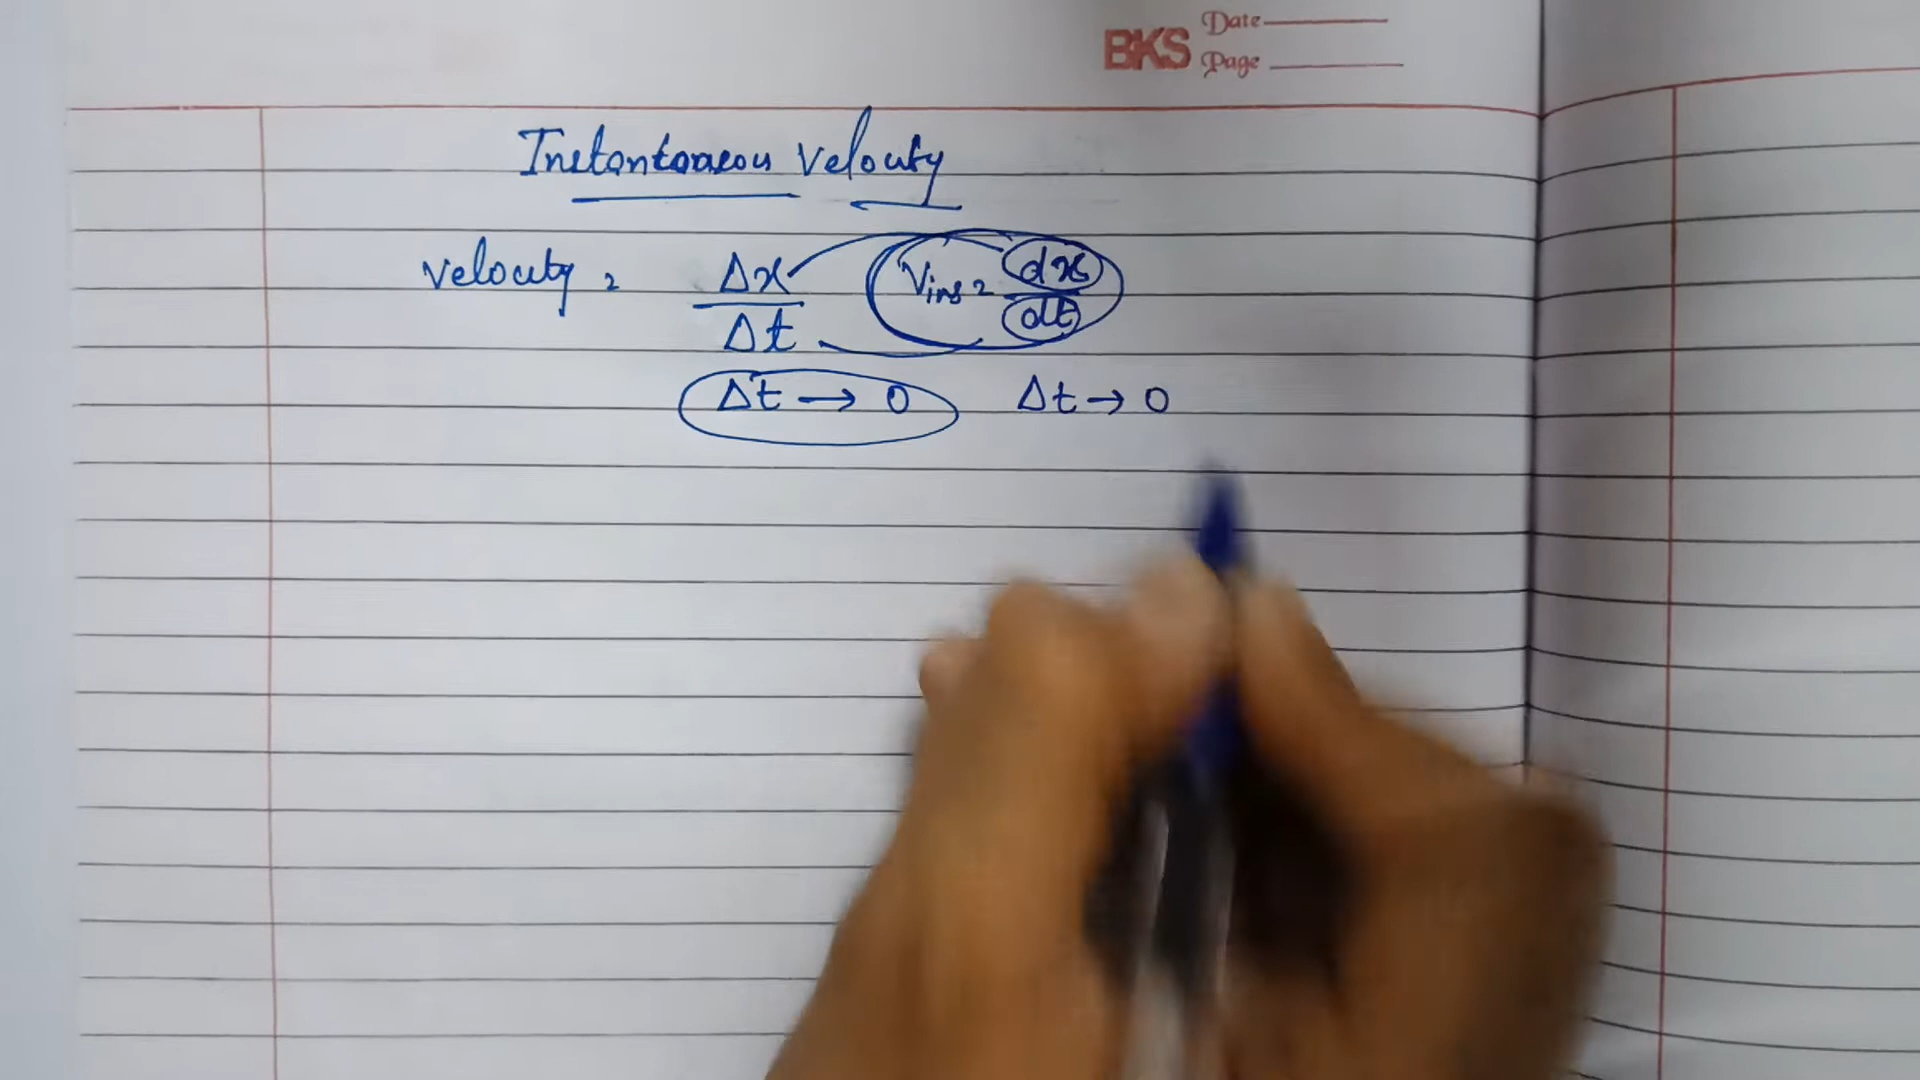 BKS Date
Page
Instantaneous Velocity
Velocity = Δx/Δt Vins = dx/dt
Δt → 0 Δt → 0